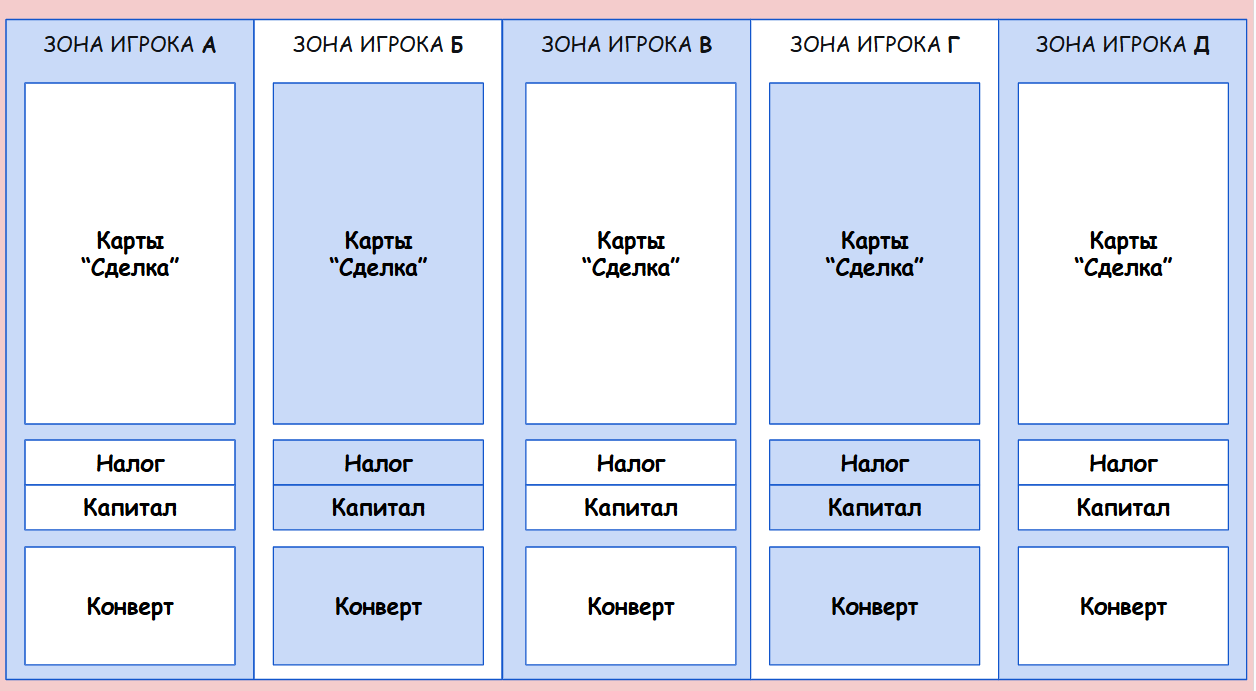 ЗОНА ИГРОКА А
Карты
“Сделка”
Налог
Капитал
Конверт
ЗОНА ИГРОКА Б
Карты
“Сделка”
Налог
Капитал
Конверт
ЗОНА ИГРОКА В
Карты
“Сделка”
Налог
Капитал
Конверт
ЗОНА ИГРОКА Г
Карты
“Сделка”
Налог
Капитал
Конверт
ЗОНА ИГРОКА Д
Карты
“Сделка”
Налог
Капитал
Конверт